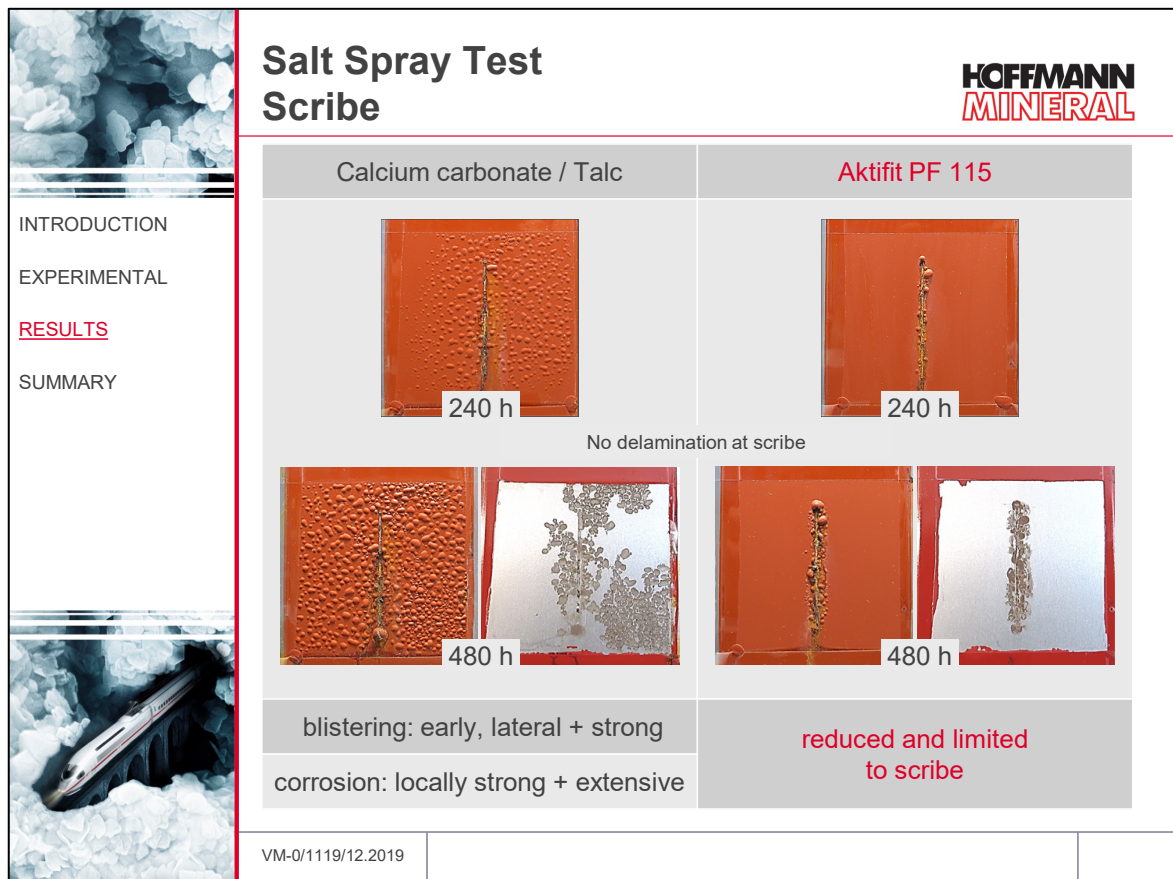 Salt Spray Test
Scribe
HOFFMANN
MINERAL
INTRODUCTION
EXPERIMENTAL
RESULTS
SUMMARY
Calcium carbonate / Talc
Aktifit PF 115
240 h
240 h
No delamination at scribe
480 h
480 h
blistering: early, lateral + strong
corrosion: locally strong + extensive
reduced and limited
to scribe
VM-0/1119/12.2019